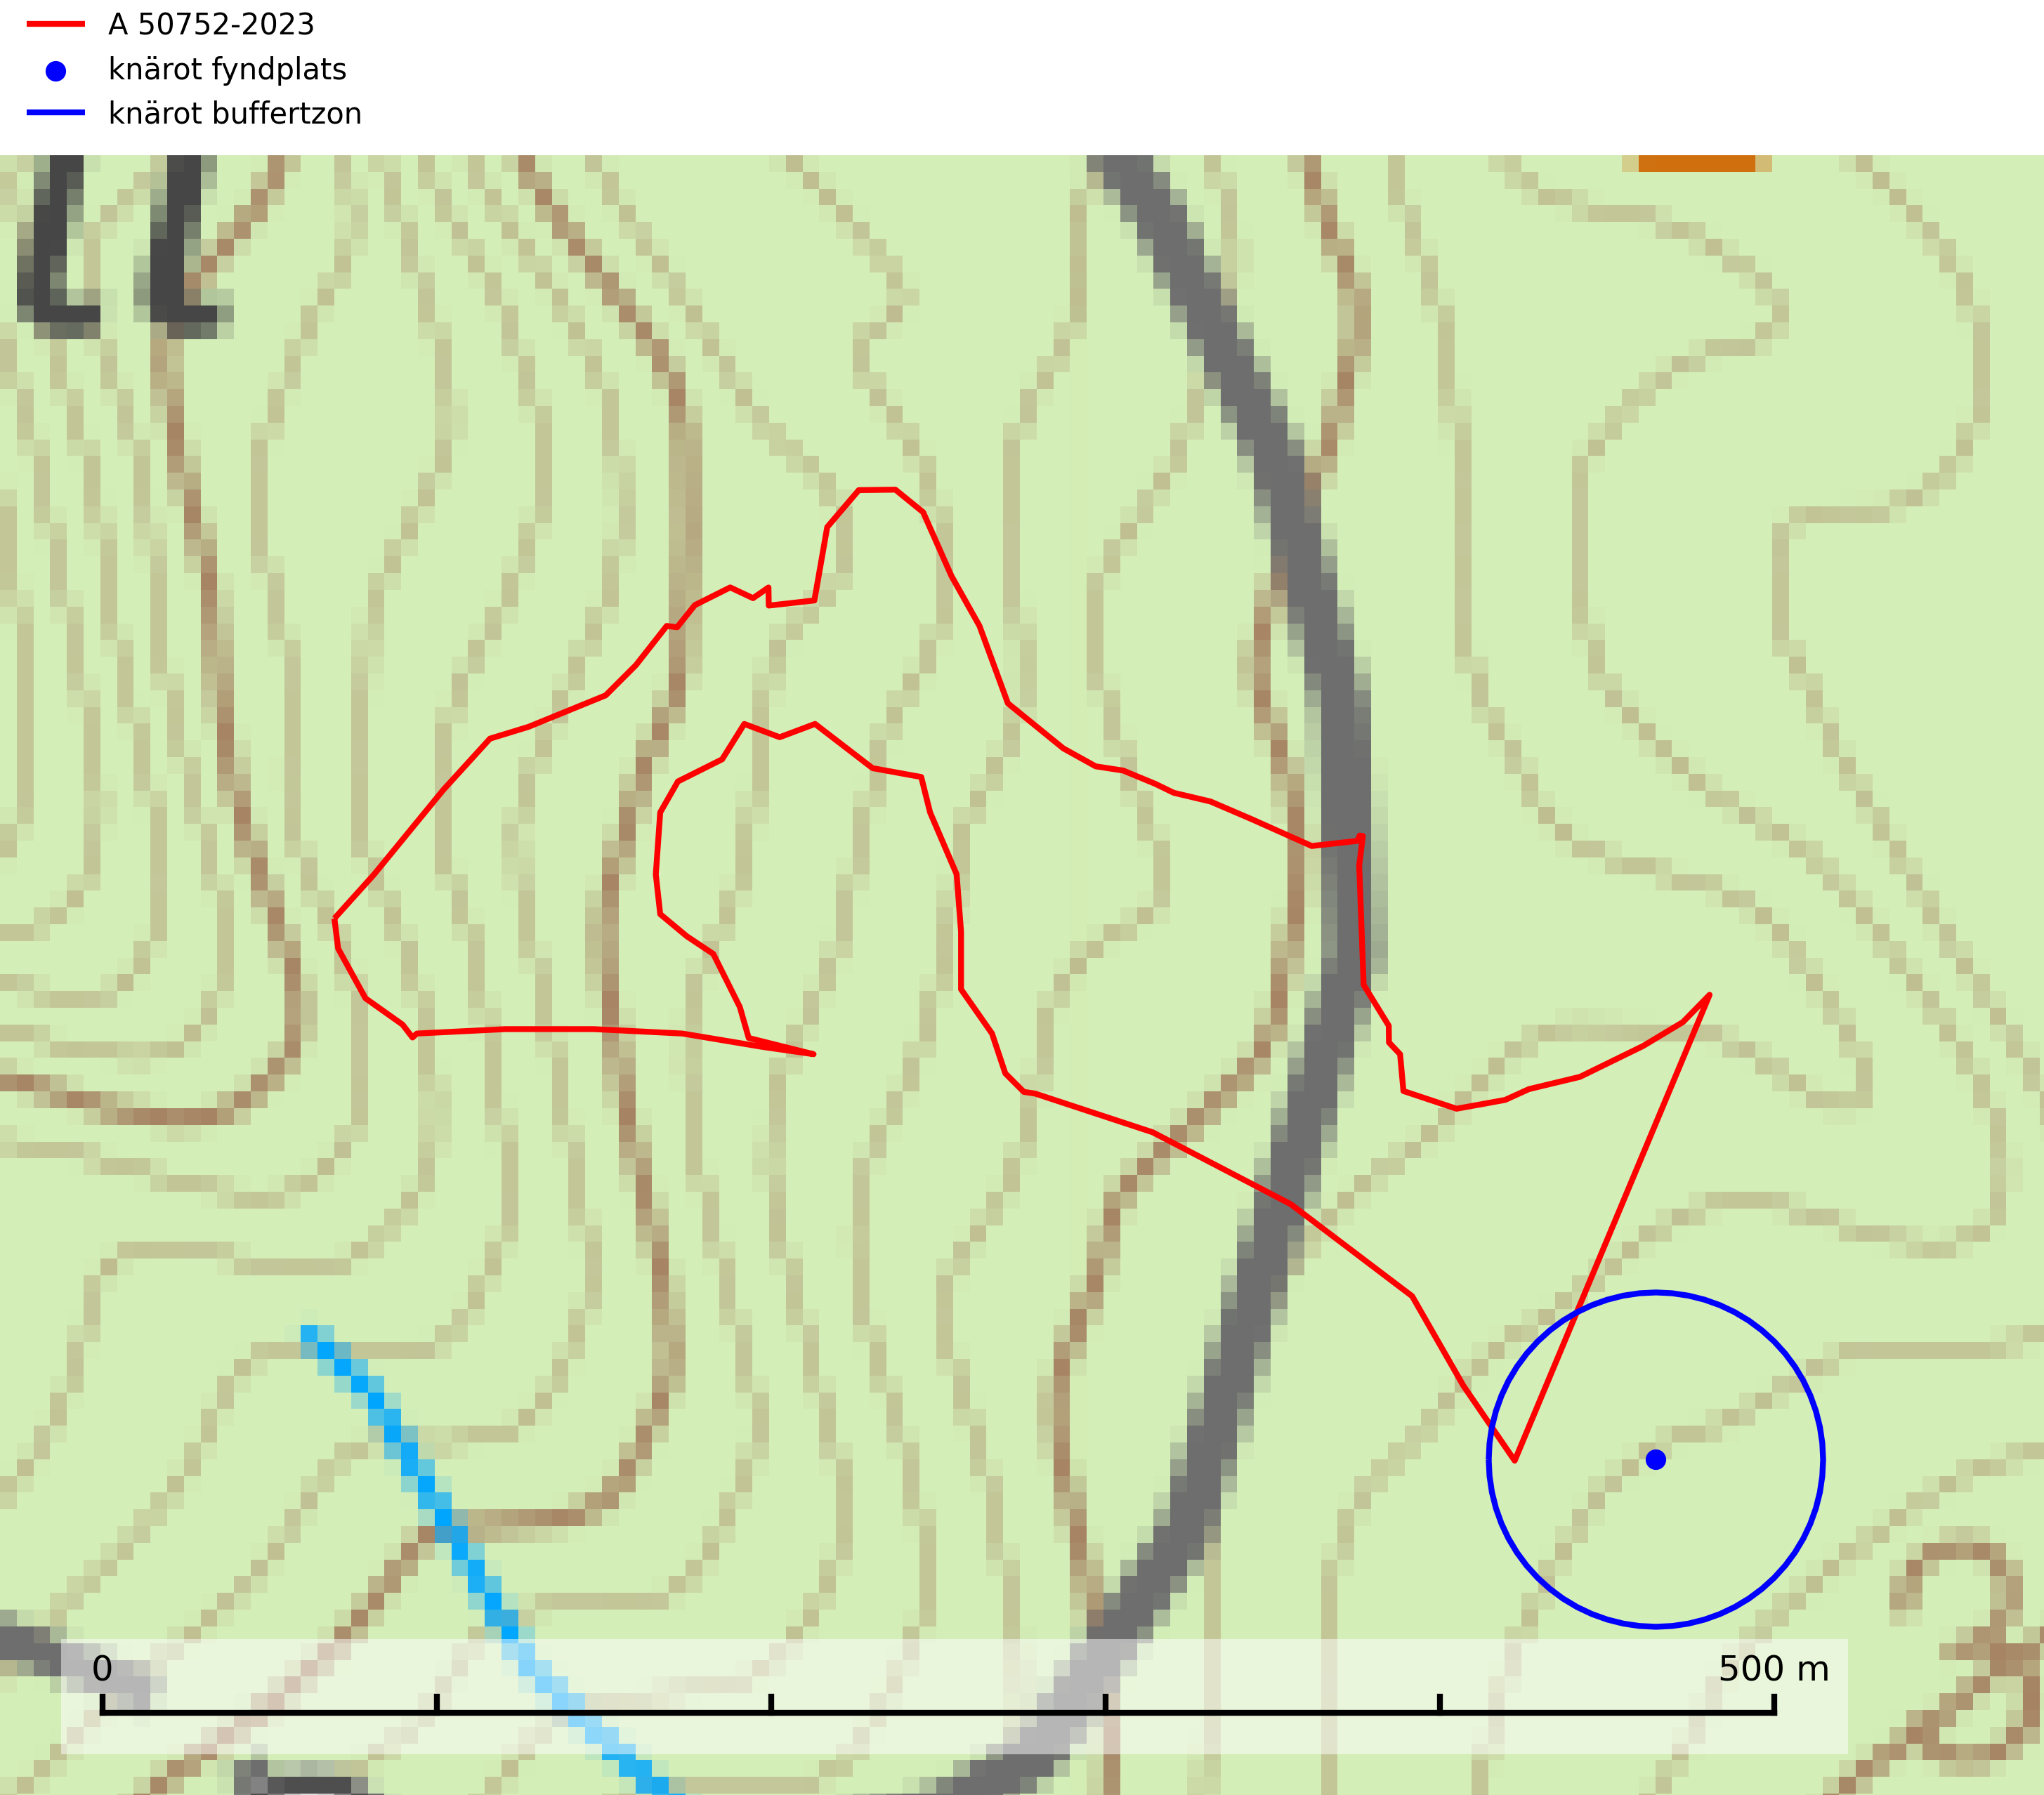 A 50752-2023
knärot fyndplats
knärot buffertzon
0
500 m